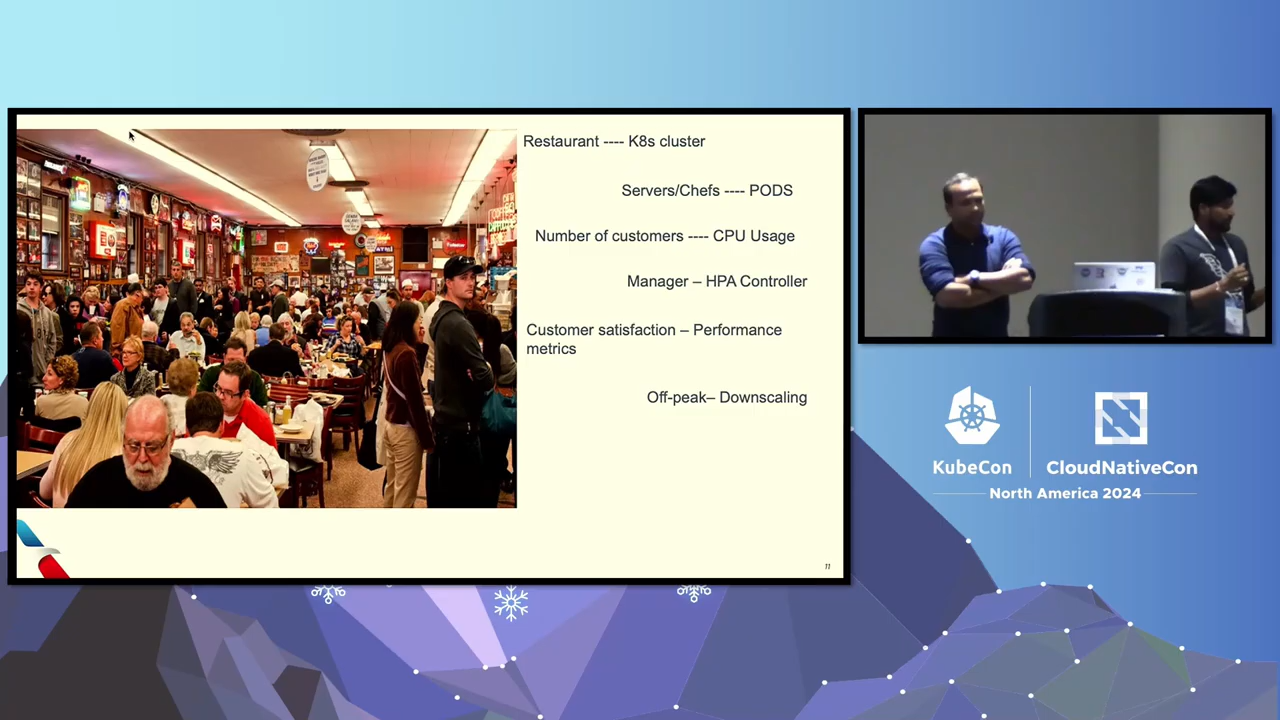 Restaurant ---- K8s cluster
Servers/Chefs ---- PODS
Number of customers ---- CPU Usage
Manager – HPA Controller
Customer satisfaction – Performance
metrics
Off-peak– Downscaling
11
KubeCon
CloudNativeCon
North America 2024